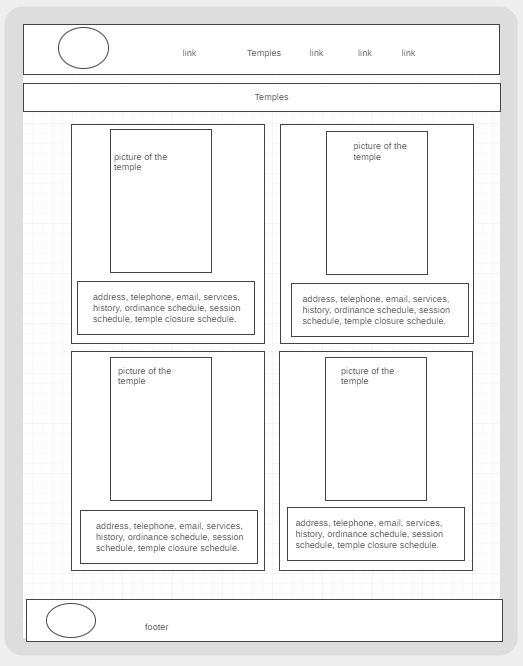 link Temples link link link
Temples
picture of the
temple
address, telephone, email, services,
history, ordinance schedule, session
schedule, temple closure schedule.
picture of the
temple
address, telephone, email, services,
history, ordinance schedule, session
schedule, temple closure schedule.
picture of the
temple
address, telephone, email, services,
history, ordinance schedule, session
schedule, temple closure schedule.
picture of the
temple
address, telephone, email, services,
history, ordinance schedule, session
schedule, temple closure schedule.
footer